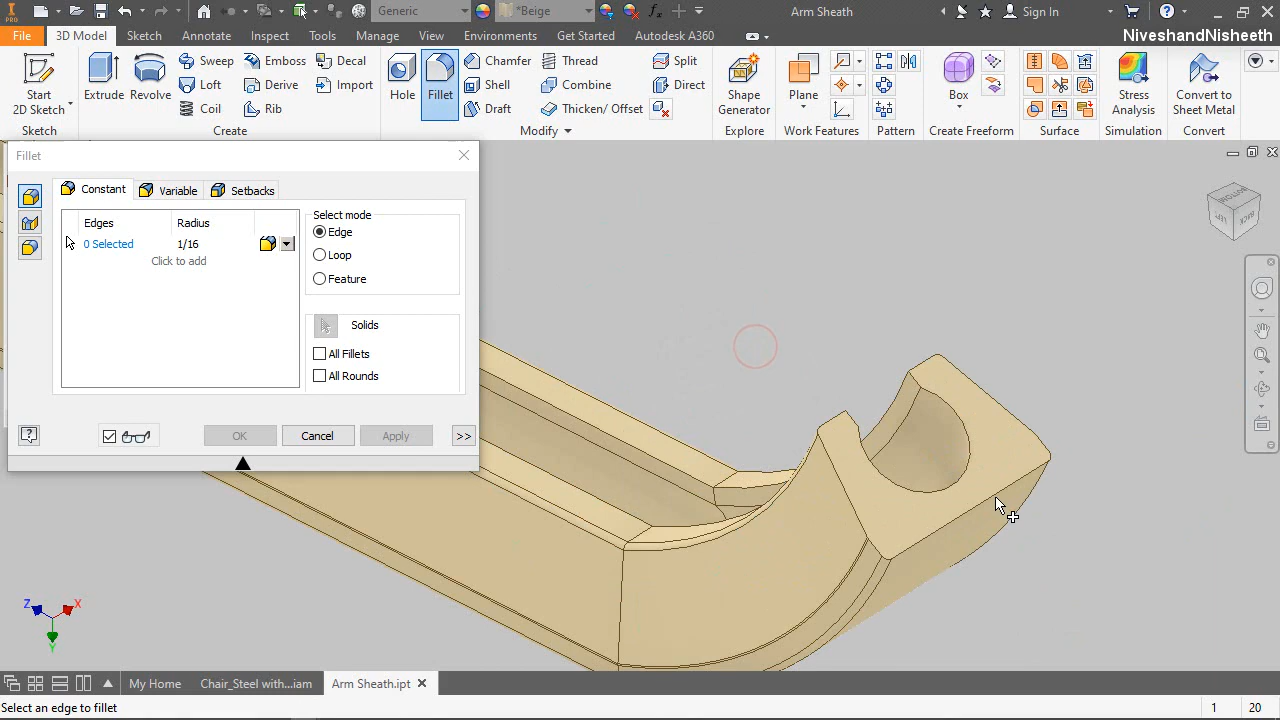 PRO
Generic
*Beige
Arm Sheath
Sign In
File
3D Model
Sketch
Annotate
Inspect
Tools
Manage
View
Environments
Get Started
Autodesk A360
NiveshandNisheeth
Start
2D Sketch
Extrude
Revolve
Sweep
Loft
Coil
Emboss
Rib
Decal
Import
Hole
Fillet
Chamfer
Shell
Draft
Thread
Combine
Thicken/ Offset
Split
Direct
Shape
Generator
Plane
Box
Stress
Analysis
Convert to
Sheet Metal
Sketch
Create
Modify
Explore
Work Features
Pattern
Create Freeform
Surface
Simulation
Convert
Fillet
Constant
Variable
Setbacks
Edges
Radius
0 Selected
1/16
Click to add
Select mode
Edge
Loop
Feature
Solids
All Fillets
All Rounds
?
OK
Cancel
Apply
>>
BOTTOM
LEFT
BACK
Z
X
Y
My Home
Chair_Steel with...iam
Arm Sheath.ipt
Select an edge to fillet
1
20